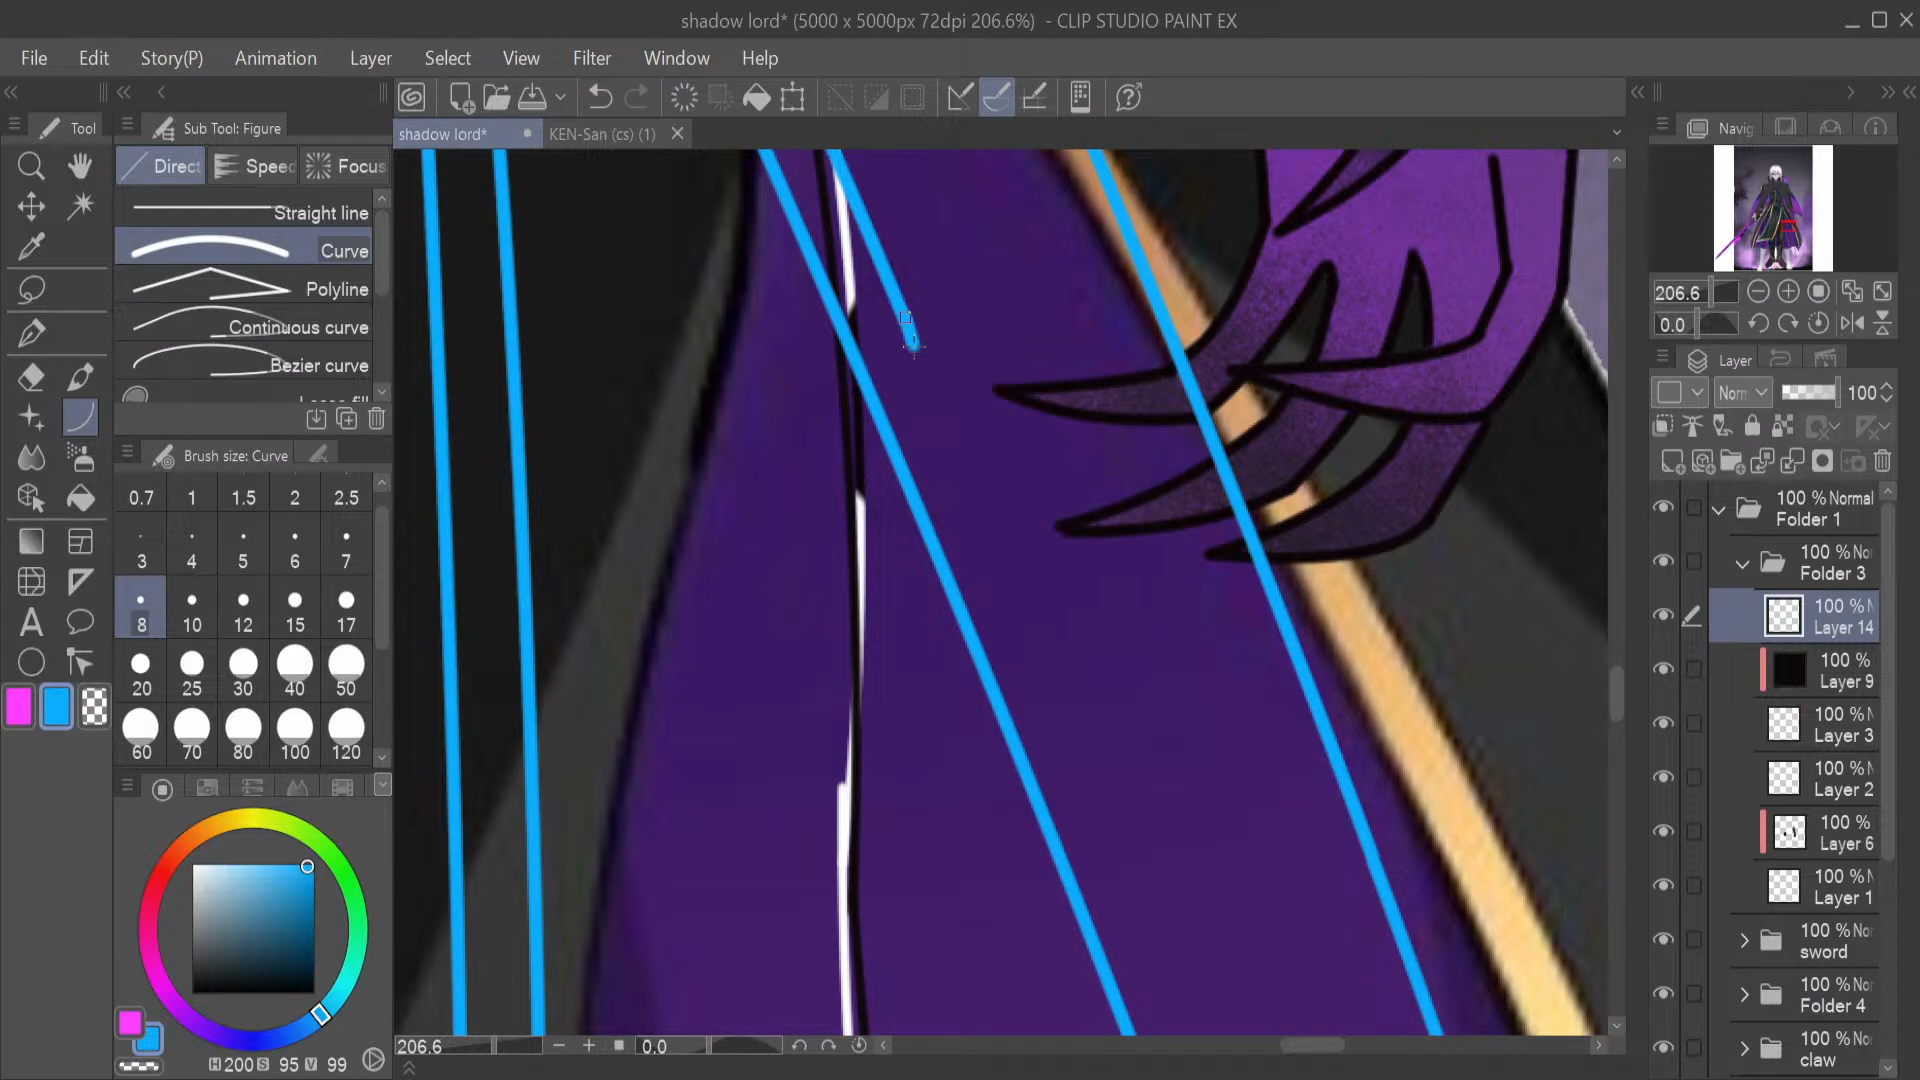 shadow lord* (5000 x 5000px 72dpi 206.6%) - CLIP STUDIO PAINT EX
File Edit Story(P) Animation Layer Select View Filter Window Help
Tool
Sub Tool: Figure
shadow lord*
KEN-San (cs) (1)
Navig
Direct Speed Focus
Straight line
Curve
Polyline
Continuous curve
Bezier curve
Brush size: Curve
0.7 1 1.5 2 2.5
3 4 5 6 7
8 10 12 15 17
20 25 30 40 50
60 70 80 100 120
A
H 200 S 95 V 99
206.6 0.0
206.6
0.0
Layer
Norm 100
100 % Normal
Folder 1
100 % No
Folder 3
100 % N
Layer 14
100 %
Layer 9
100 % N
Layer 3
100 % N
Layer 2
100 %
Layer 6
100 % N
Layer 1
100 % No
sword
100 % No
Folder 4
100 % No
claw